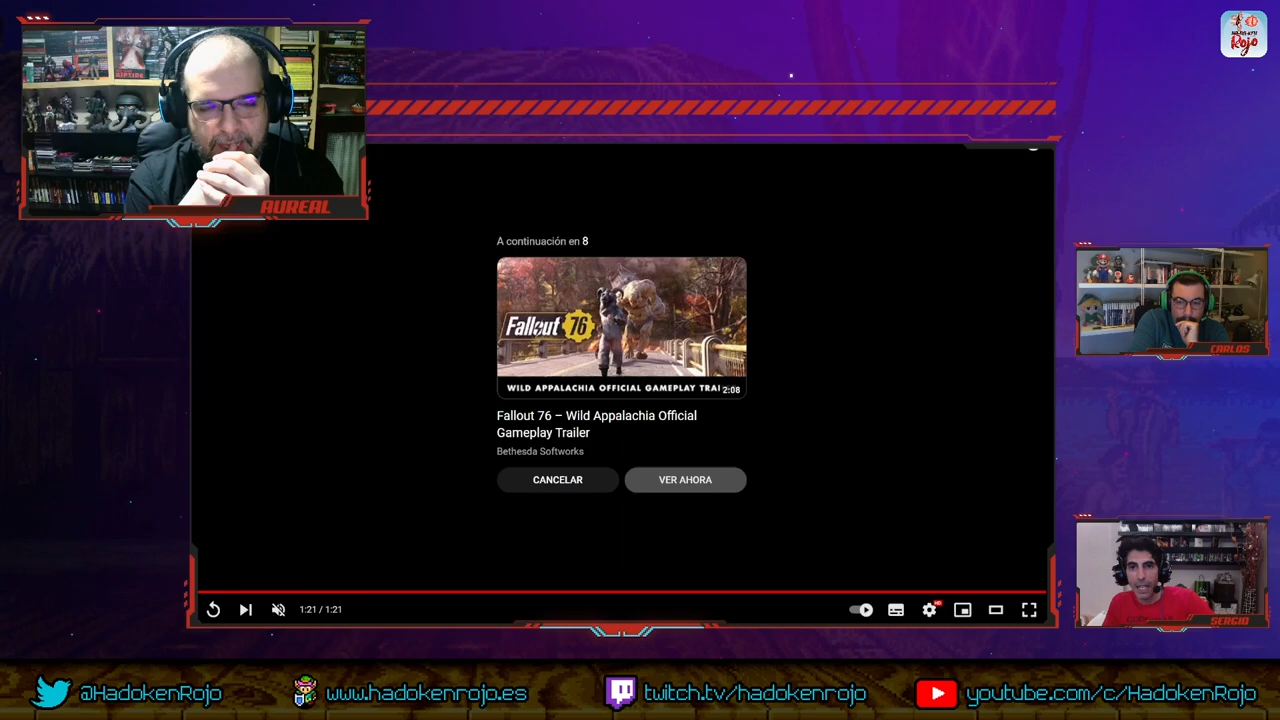 AUREAL
A continuación en 8
Fallout 76
WILD APPALACHIA OFFICIAL GAMEPLAY TRAI
2:08
Fallout 76 – Wild Appalachia Official
Gameplay Trailer
Bethesda Softworks
CANCELAR
VER AHORA
1:21 / 1:21
CARLOS
SERGIO
Rojo
@HadokenRojo
www.hadokenrojo.es
twitch.tv/hadokenrojo
youtube.com/c/HadokenRojo